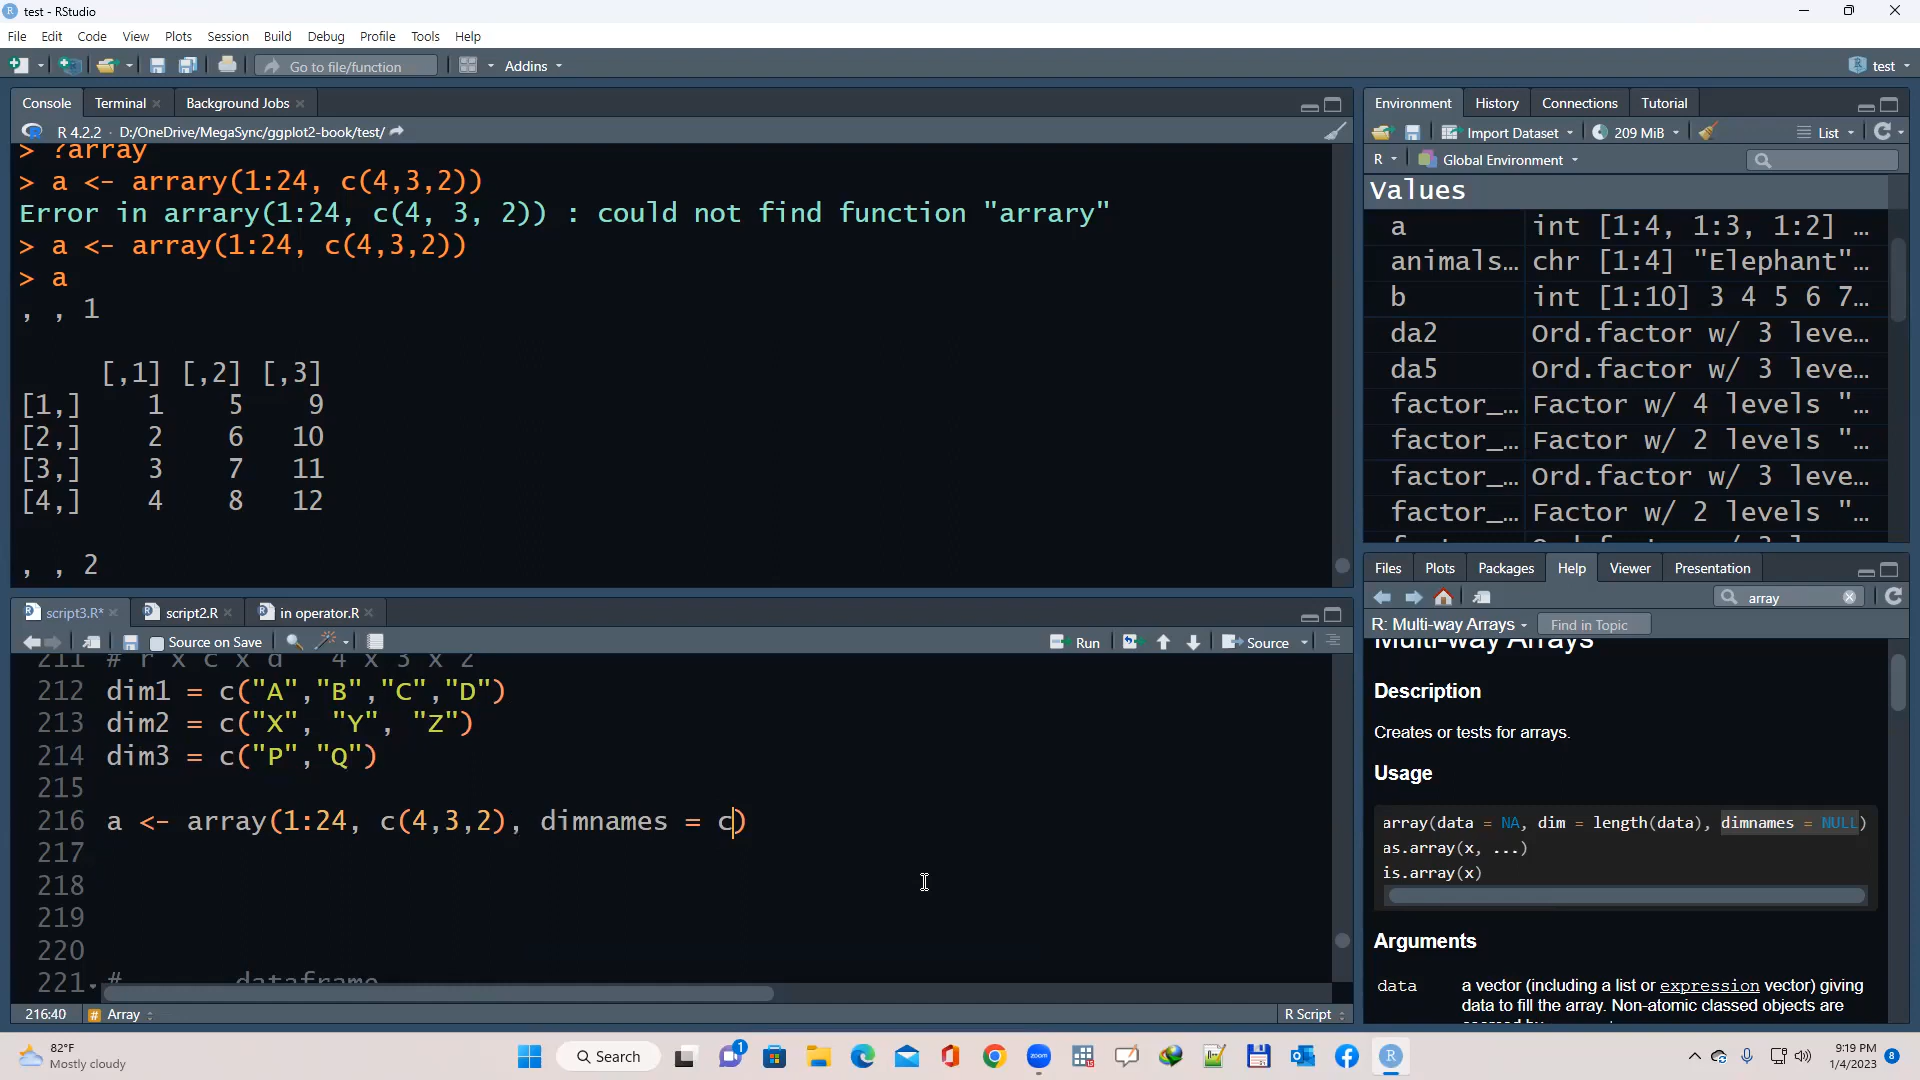 test - RStudio
File Edit Code View Plots Session Build Debug Profile Tools Help
Go to file/function Addins test
Console Terminal Background Jobs
R 4.2.2 · D:/OneDrive/MegaSync/ggplot2-book/test/
> ?array
> a <- arrary(1:24, c(4,3,2))
Error in arrary(1:24, c(4, 3, 2)) : could not find function "arrary"
> a <- array(1:24, c(4,3,2))
> a
, , 1
[,1] [,2] [,3]
[1,] 1 5 9
[2,] 2 6 10
[3,] 3 7 11
[4,] 4 8 12
, , 2
script3.R* script2.R in operator.R
Source on Save Run Source
211 # r x c x d 4 x 3 x 2
212 dim1 = c("A","B","C","D")
213 dim2 = c("X", "Y", "Z")
214 dim3 = c("P","Q")
215
216 a <- array(1:24, c(4,3,2), dimnames = c)
217
218
219
220
221 # dataframe
216:40 # Array R Script
Environment History Connections Tutorial
Import Dataset 209 MiB List
R Global Environment
Values
a int [1:4, 1:3, 1:2] …
animals… chr [1:4] "Elephant"…
b int [1:10] 3 4 5 6 7…
da2 Ord.factor w/ 3 leve…
da5 Ord.factor w/ 3 leve…
factor_… Factor w/ 4 levels "…
factor_… Factor w/ 2 levels "…
factor_… Ord.factor w/ 3 leve…
factor_… Factor w/ 2 levels "…
Files Plots Packages Help Viewer Presentation
array
R: Multi-way Arrays Find in Topic
Multi-way Arrays
Description
Creates or tests for arrays.
Usage
array(data = NA, dim = length(data), dimnames = NULL)
as.array(x, ...)
is.array(x)
Arguments
data a vector (including a list or expression vector) giving
data to fill the array. Non-atomic classed objects are
82°F
Mostly cloudy
Search
1
zoom
9:19 PM
1/4/2023
8